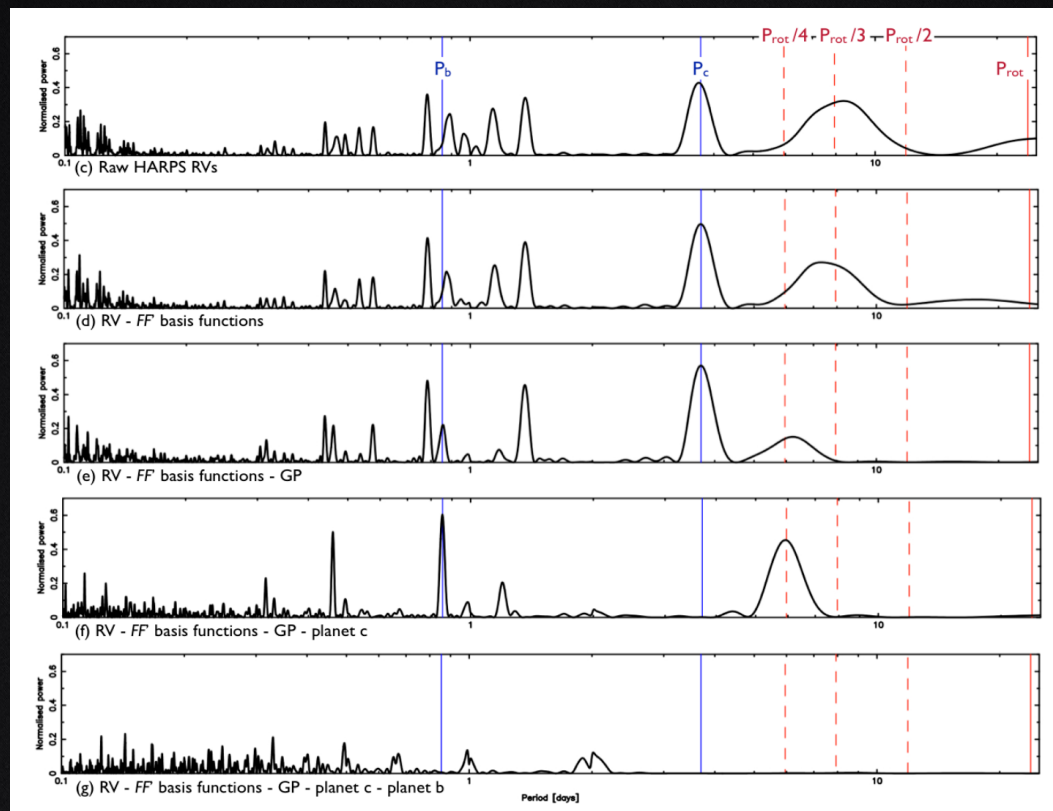 Prot/4 Prot/3 Prot/2
Pb Pc Prot
Normalised power
0.6
0.4
0.2
0
0.1 1 10
(c) Raw HARPS RVs
Normalised power
0.6
0.4
0.2
0
0.1 1 10
(d) RV - FF' basis functions
Normalised power
0.6
0.4
0.2
0
0.1 1 10
(e) RV - FF' basis functions - GP
Normalised power
0.6
0.4
0.2
0
0.1 1 10
(f) RV - FF' basis functions - GP - planet c
Normalised power
0.6
0.4
0.2
0
0.1 1 10
(g) RV - FF' basis functions - GP - planet c - planet b
Period [days]